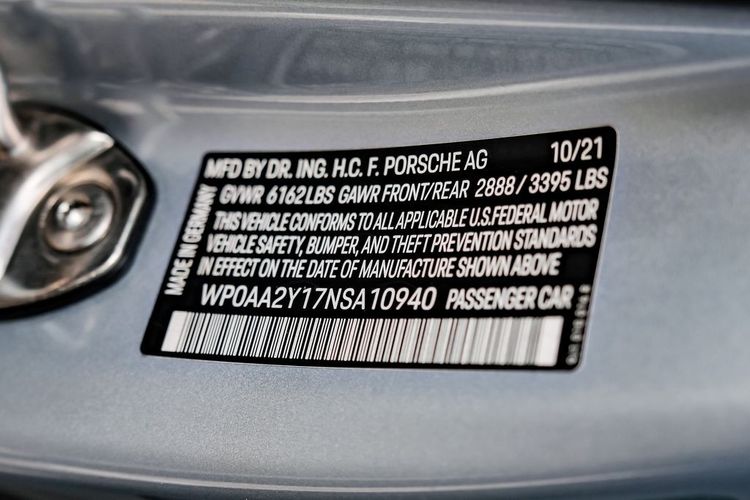 MFD BY DR. ING. H.C. F. PORSCHE AG 10/21
GVWR 6162 LBS GAWR FRONT/REAR 2888 / 3395 LBS
THIS VEHICLE CONFORMS TO ALL APPLICABLE U.S. FEDERAL MOTOR
VEHICLE SAFETY, BUMPER, AND THEFT PREVENTION STANDARDS
IN EFFECT ON THE DATE OF MANUFACTURE SHOWN ABOVE
WP0AA2Y17NSA10940 PASSENGER CAR
MADE IN GERMANY